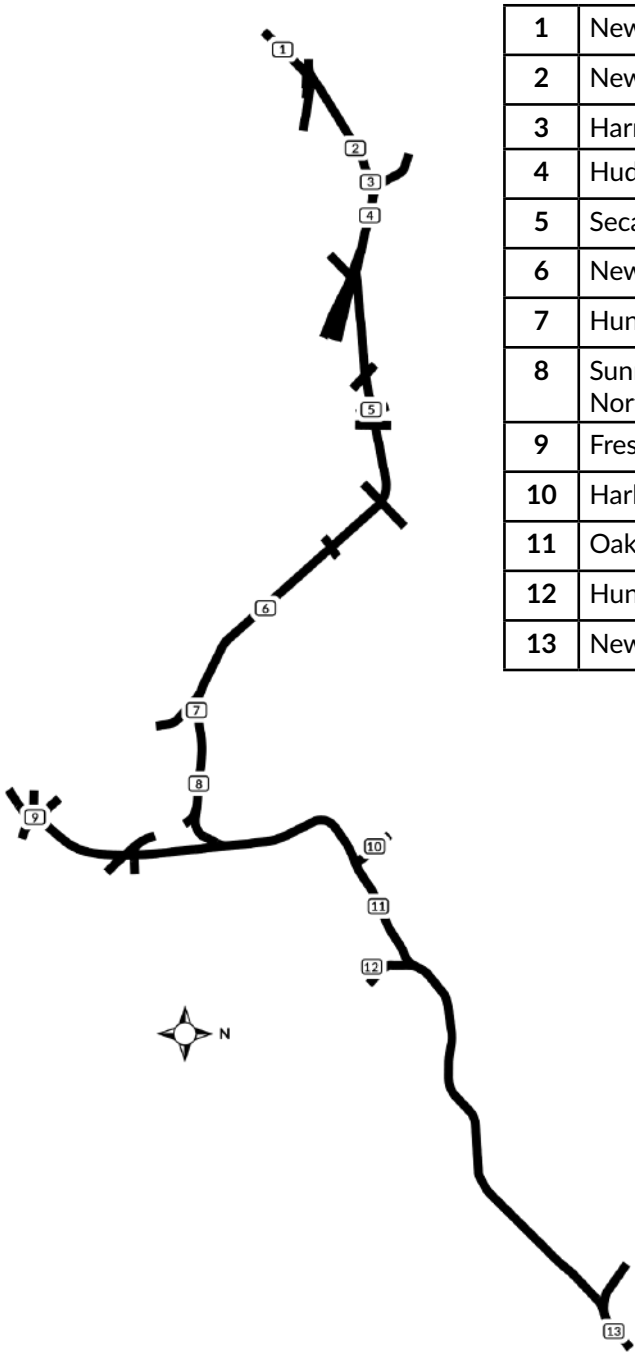 1
2
3
4
5
6
7
8
9
10
11
12
N
13
1 New
2 New
3 Harr
4 Hud
5 Seca
6 New
7 Hun
8 Sun
Nor
9 Fres
10 Harl
11 Oak
12 Hun
13 New